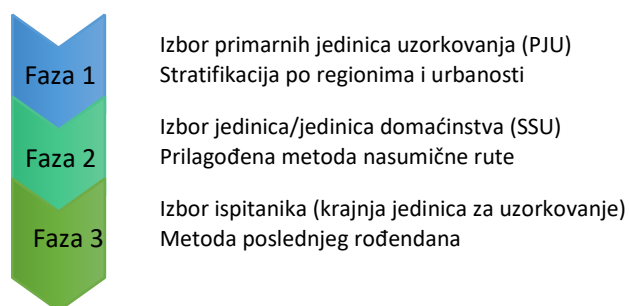 Faza 1
Izbor primarnih jedinica uzorkovanja (PJU)
Stratifikacija po regionima i urbanosti
Faza 2
Izbor jedinica/jedinica domaćinstva (SSU)
Prilagođena metoda nasumične rute
Faza 3
Izbor ispitanika (krajnja jedinica za uzorkovanje)
Metoda poslednjeg rođendana